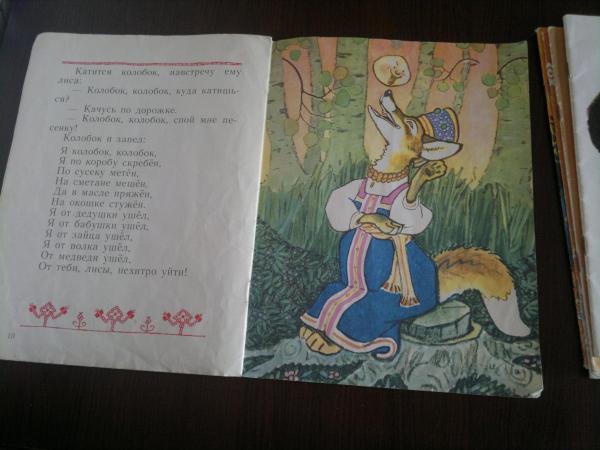 Катится колобок, навстречу ему
лиса:
— Колобок, колобок, куда катишь-
ся?
— Качусь по дорожке.
— Колобок, колобок, спой мне пе-
сенку!
Колобок и запел:
Я колобок, колобок,
Я по коробу скребён,
По сусеку метён,
На сметане мешён,
Да в масле пряжён,
На окошке стужён.
Я от дедушки ушёл,
Я от бабушки ушёл,
Я от зайца ушёл,
Я от волка ушёл,
От медведя ушёл,
От тебя, лисы, нехитро уйти!
10